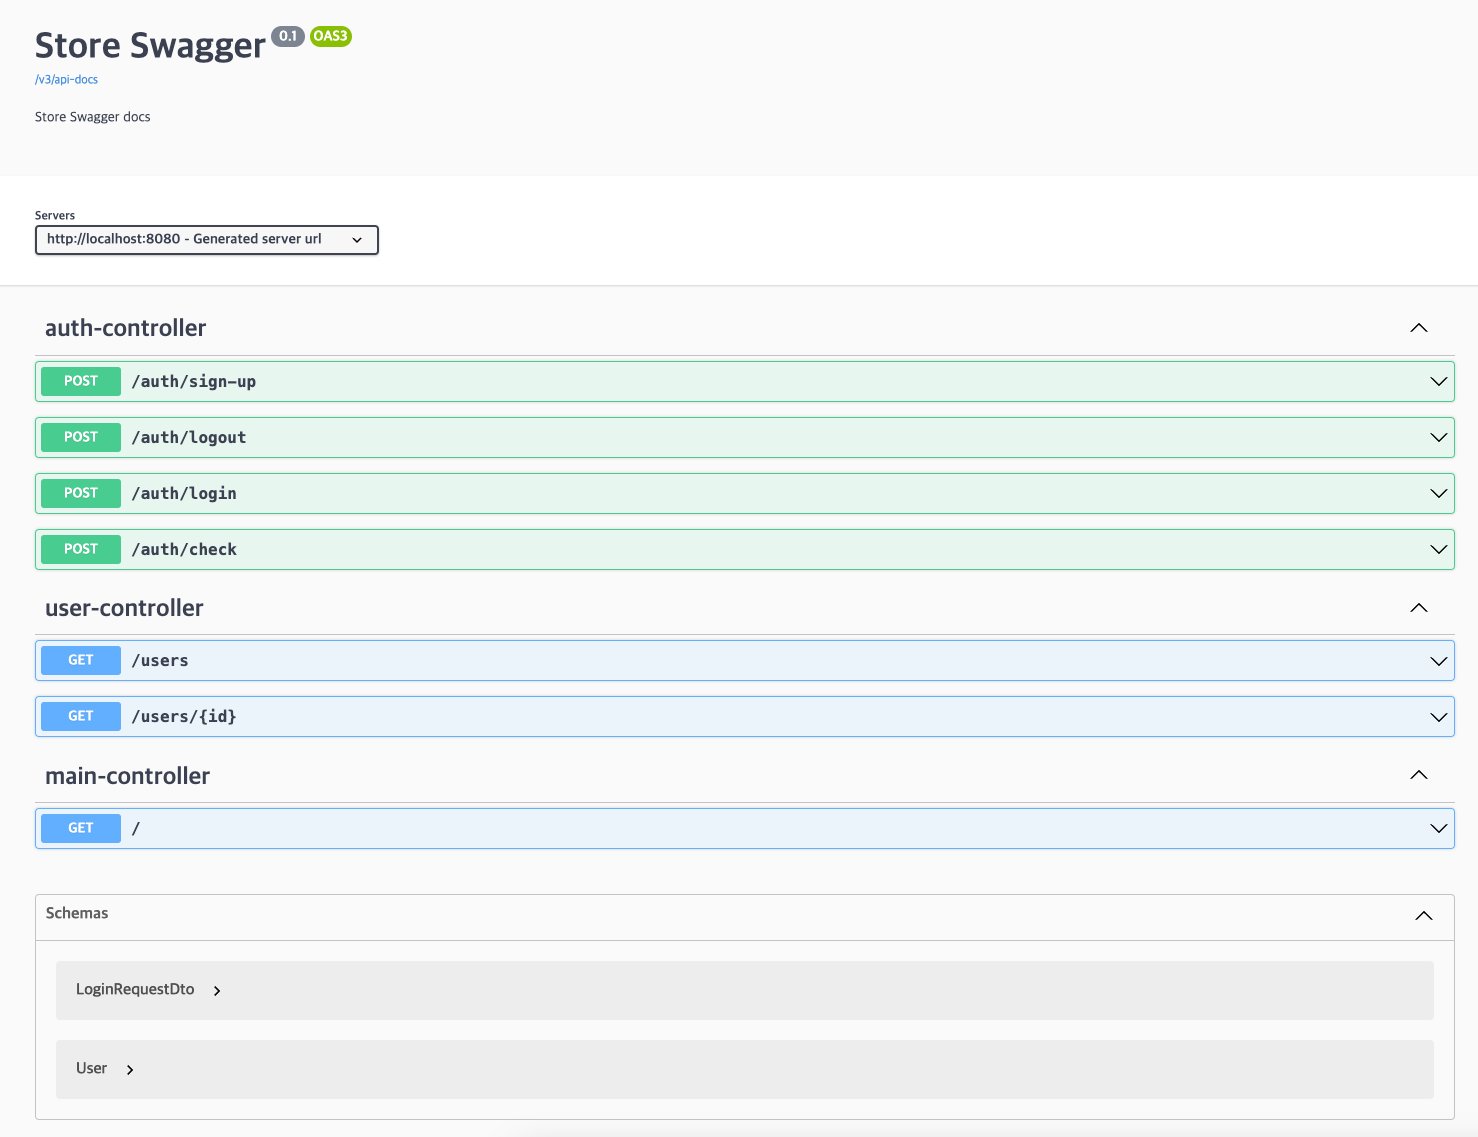 Store Swagger 0.1 OAS3
/v3/api-docs
Store Swagger docs
Servers
http://localhost:8080 - Generated server url
auth-controller
POST /auth/sign-up
POST /auth/logout
POST /auth/login
POST /auth/check
user-controller
GET /users
GET /users/{id}
main-controller
GET /
Schemas
LoginRequestDto
User